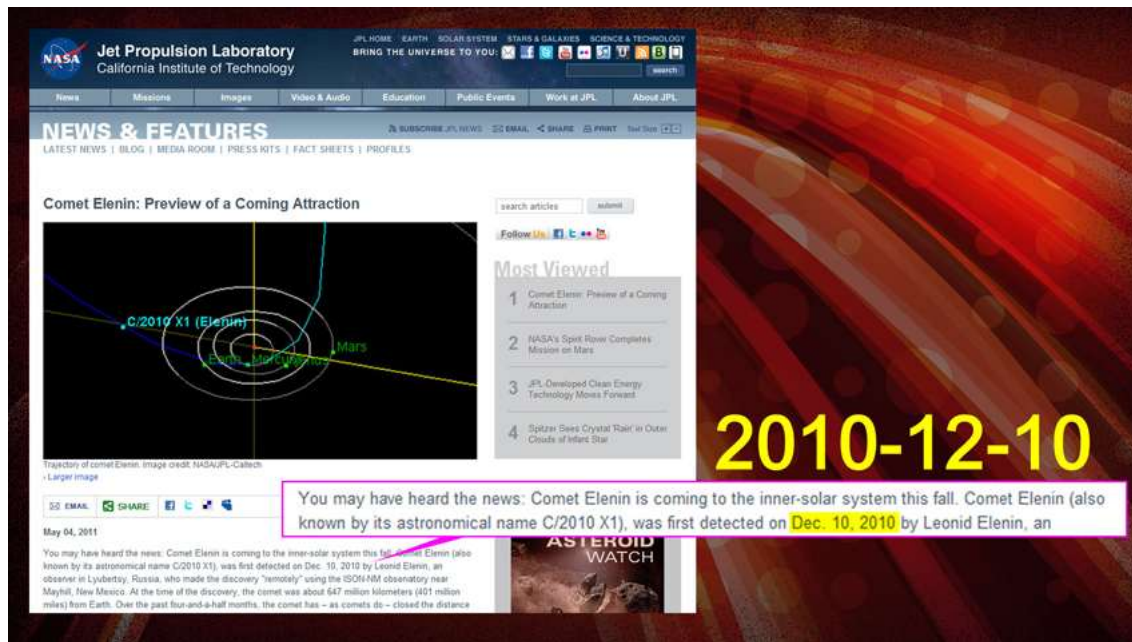 JPL HOME EARTH SOLAR SYSTEM STARS & GALAXIES SCIENCE & TECHNOLOGY
NASA
Jet Propulsion Laboratory
California Institute of Technology
BRING THE UNIVERSE TO YOU:
search
News Missions Images Video & Audio Education Public Events Work at JPL About JPL
NEWS & FEATURES
SUBSCRIBE JPL NEWS EMAIL SHARE PRINT Text Size + -
LATEST NEWS | BLOG | MEDIA ROOM | PRESS KITS | FACT SHEETS | PROFILES
Comet Elenin: Preview of a Coming Attraction
C/2010 X1 (Elenin)
Mars
Earth
Trajectory of comet Elenin. Image credit: NASA/JPL-Caltech
› Larger image
EMAIL SHARE
May 04, 2011
You may have heard the news: Comet Elenin is coming to the inner-solar system this fall. Comet Elenin (also
known by its astronomical name C/2010 X1), was first detected on Dec. 10, 2010 by Leonid Elenin, an
observer in Lyubertsy, Russia, who made the discovery "remotely" using the ISON-NM observatory near
Mayhill, New Mexico. At the time of the discovery, the comet was about 647 million kilometers (401 million
miles) from Earth. Over the past four-and-a-half months, the comet has – as comets do – closed the distance
search articles submit
Follow Us
Most Viewed
1 Comet Elenin: Preview of a Coming
Attraction
2 NASA's Spirit Rover Completes
Mission on Mars
3 JPL-Developed Clean Energy
Technology Moves Forward
4 Spitzer Sees Crystal 'Rain' in Outer
Clouds of Infant Star
2010-12-10
You may have heard the news: Comet Elenin is coming to the inner-solar system this fall. Comet Elenin (also
known by its astronomical name C/2010 X1), was first detected on Dec. 10, 2010 by Leonid Elenin, an
ASTEROID
WATCH